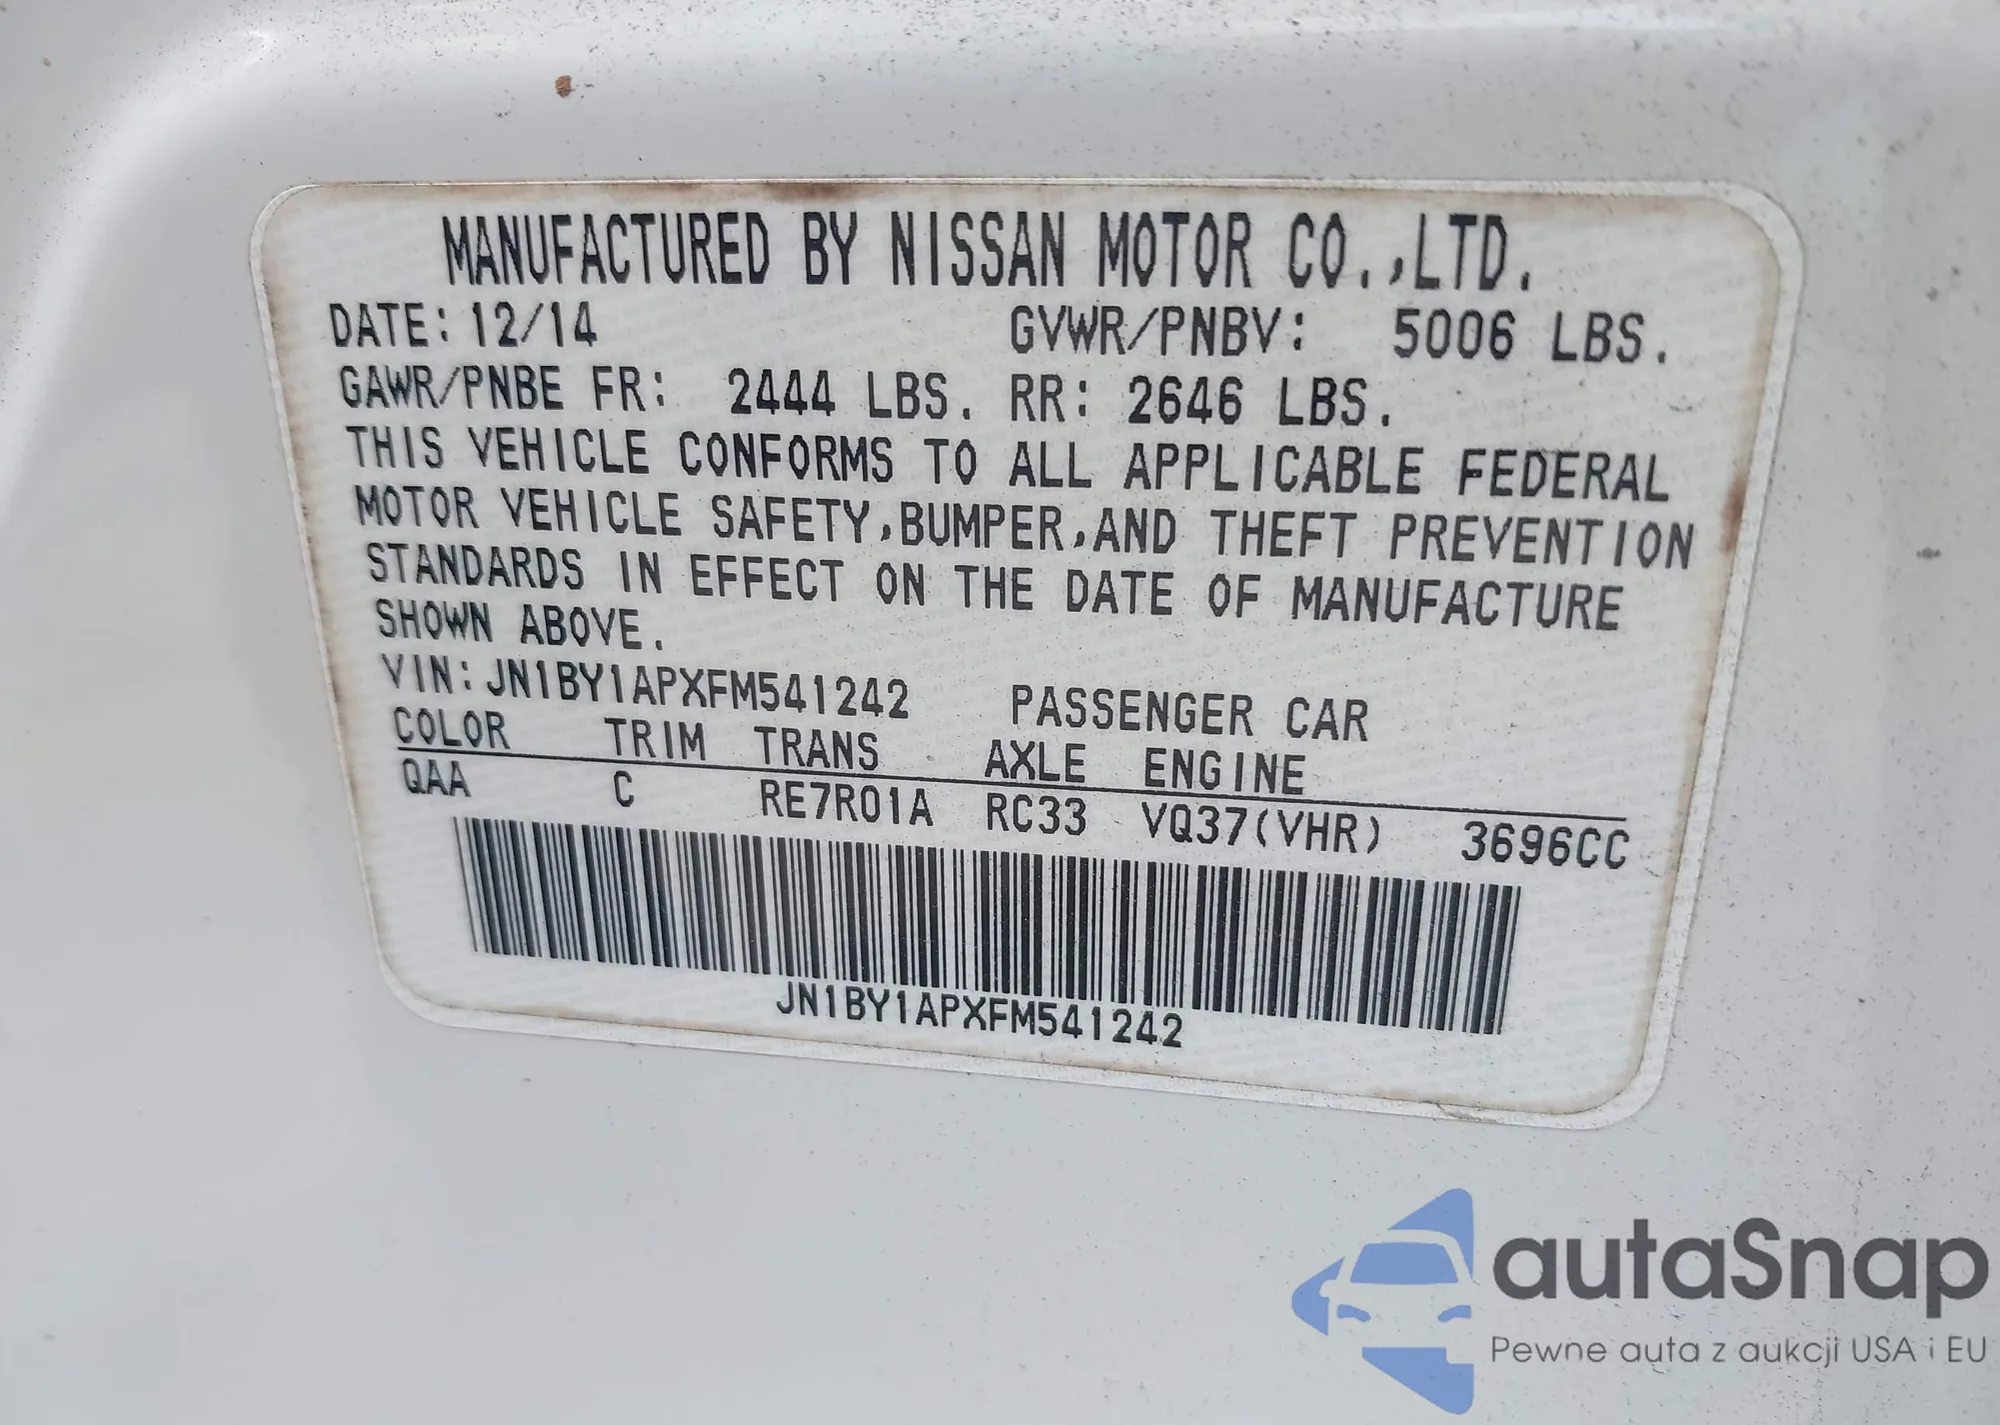 MANUFACTURED BY NISSAN MOTOR CO.,LTD.
DATE: 12/14 GVWR/PNBV: 5006 LBS.
GAWR/PNBE FR: 2444 LBS. RR: 2646 LBS.
THIS VEHICLE CONFORMS TO ALL APPLICABLE FEDERAL
MOTOR VEHICLE SAFETY,BUMPER,AND THEFT PREVENTION
STANDARDS IN EFFECT ON THE DATE OF MANUFACTURE
SHOWN ABOVE.
VIN: JN1BY1APXFM541242 PASSENGER CAR
COLOR TRIM TRANS AXLE ENGINE
QAA C RE7R01A RC33 VQ37(VHR) 3696CC
JN1BY1APXFM541242
autaSnap
Pewne auta z aukcji USA i EU